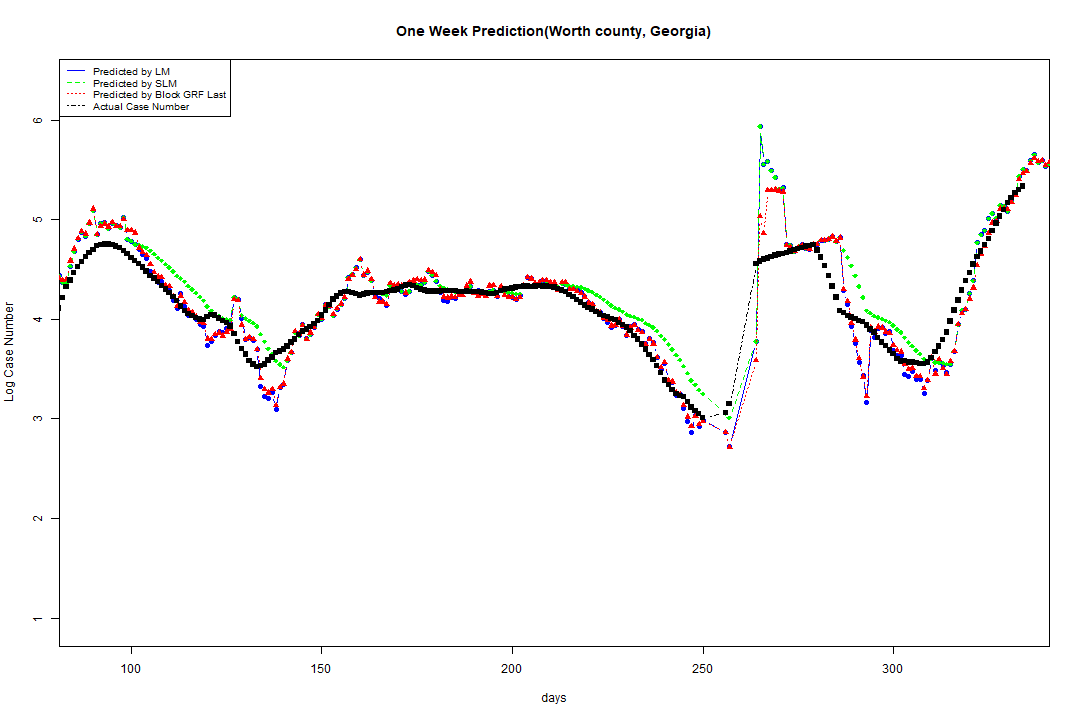 One Week Prediction(Worth county, Georgia)
Predicted by LM
Predicted by SLM
Predicted by Block GRF Last
Actual Case Number
Log Case Number
6
5
4
3
2
1
100 150 200 250 300
days